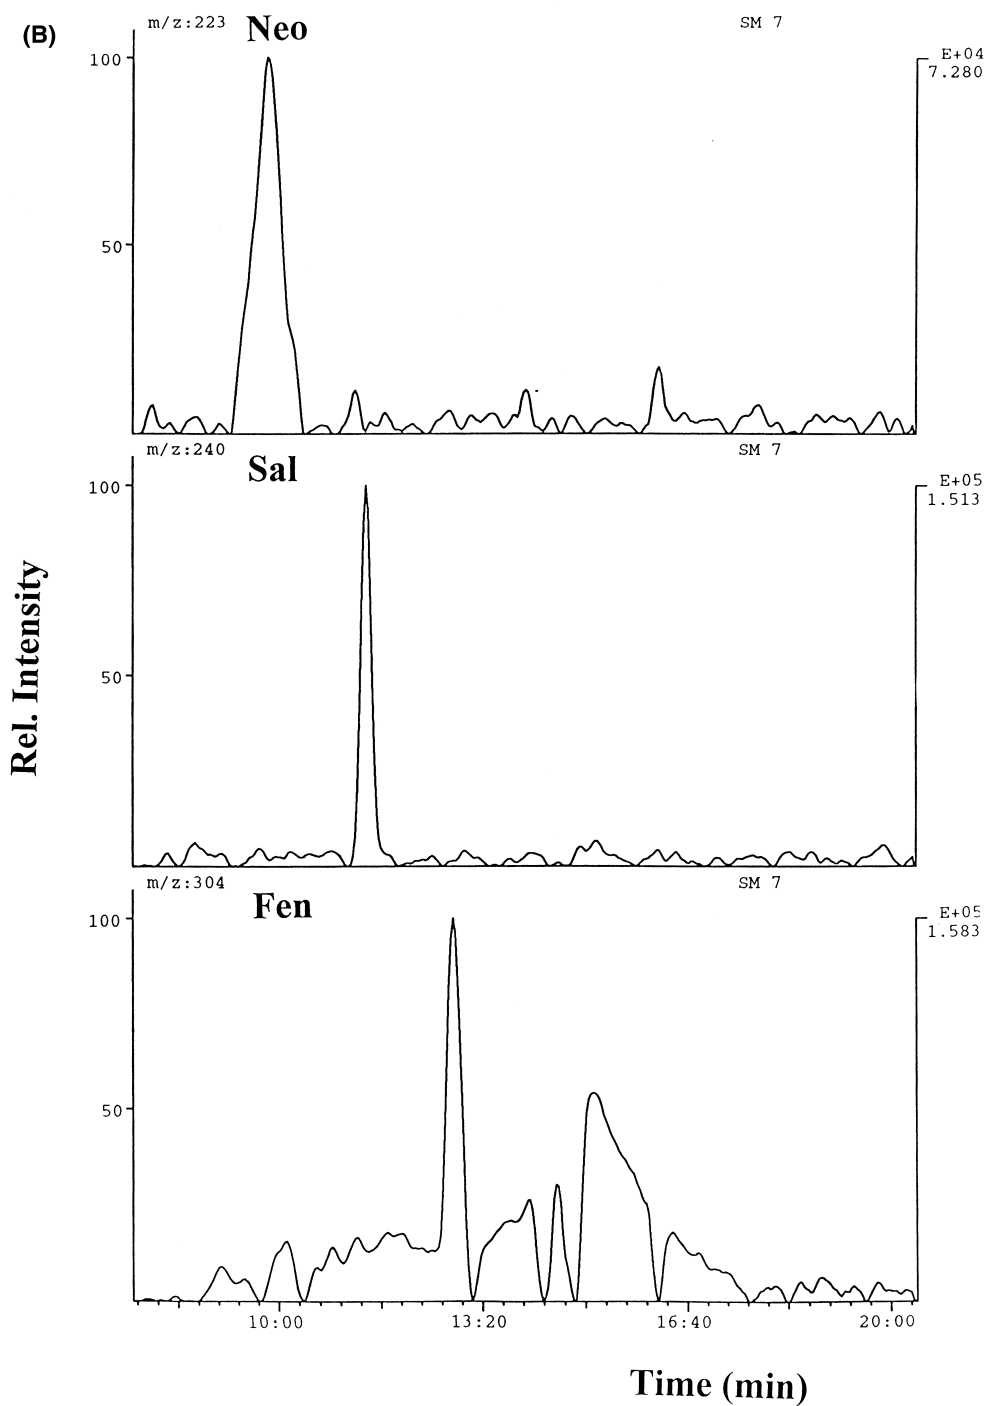 (B)
m/z:223 Neo SM 7
E+04
7.280
100
50
m/z:240 Sal SM 7
E+05
1.513
100
50
Rel. Intensity
m/z:304 Fen SM 7
E+05
1.583
100
50
10:00 13:20 16:40 20:00
Time (min)